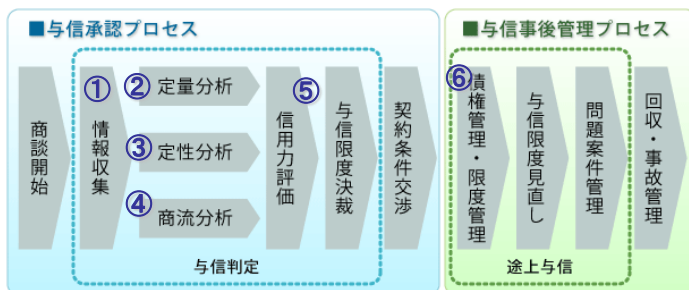 ■与信承認プロセス
商談開始
①
情報収集
② 定量分析
③ 定性分析
④ 商流分析
信用力評価
⑤
与信限度決裁
契約条件交渉
与信判定
■与信事後管理プロセス
⑥
債権管理・限度管理
与信限度見直し
問題案件管理
回収・事故管理
途上与信